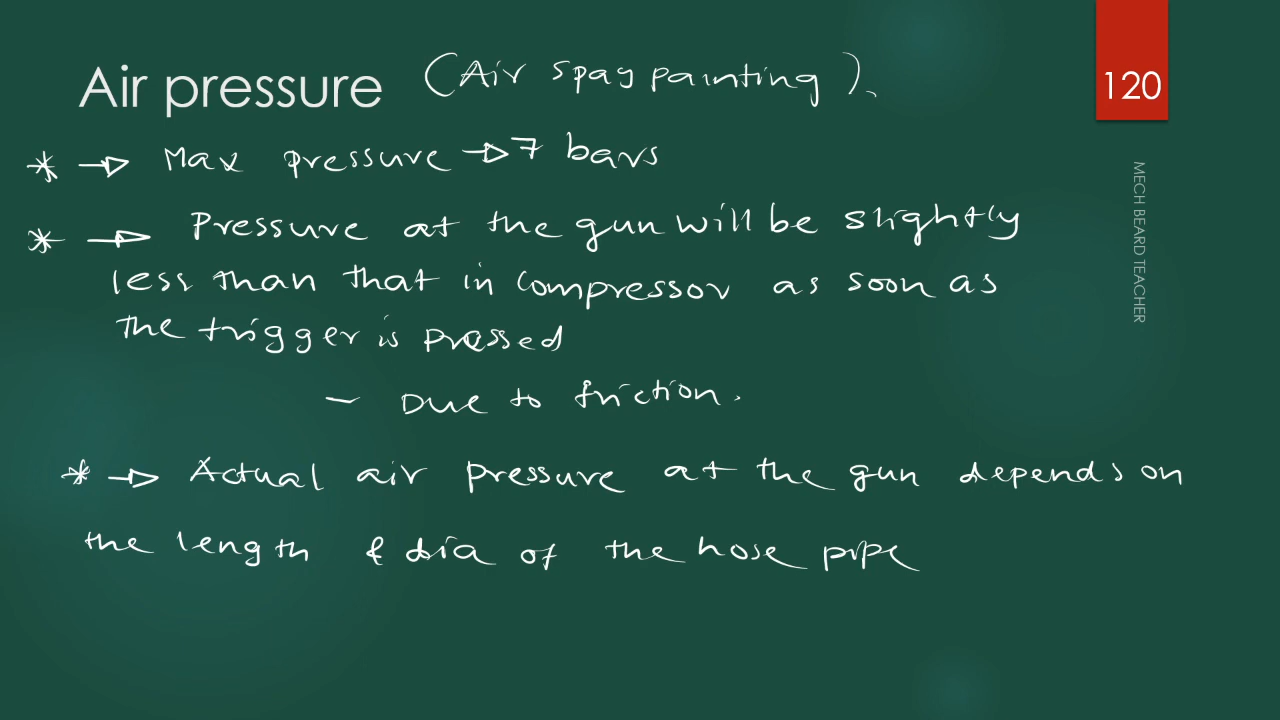 Air pressure (Air spay painting).
120
MECH BEARD TEACHER
* → Max pressure → 7 bars
* → Pressure at the gun will be slightly
less than that in compressor as soon as
the trigger is pressed
- Due to friction.
* → Actual air pressure at the gun depends on
the length & dia of the hose pipe